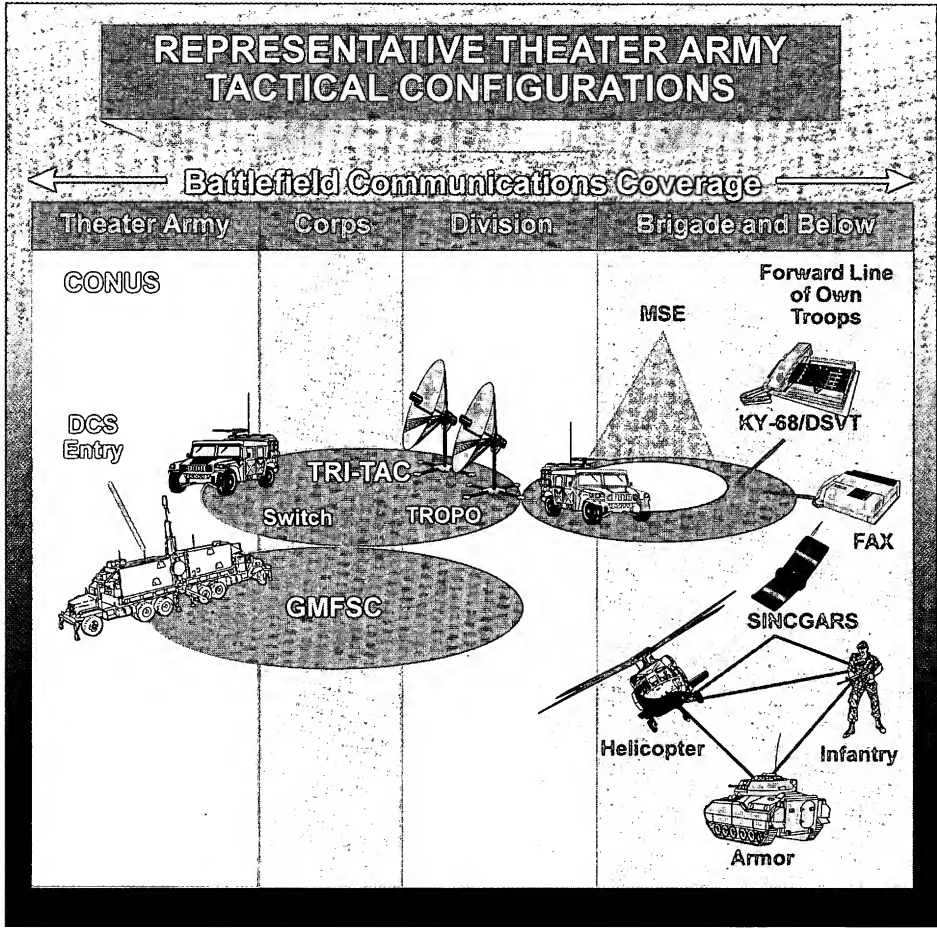 REPRESENTATIVE THEATER ARMY
TACTICAL CONFIGURATIONS
Battlefield Communications Coverage
Theater Army
Corps
Division
Brigade and Below
CONUS
Forward Line
of Own
Troops
MSE
KY-68/DSVT
DCS
Entry
TRI-TAC
Switch
TROPO
FAX
GMFSC
SINCGARS
Helicopter
Infantry
Armor